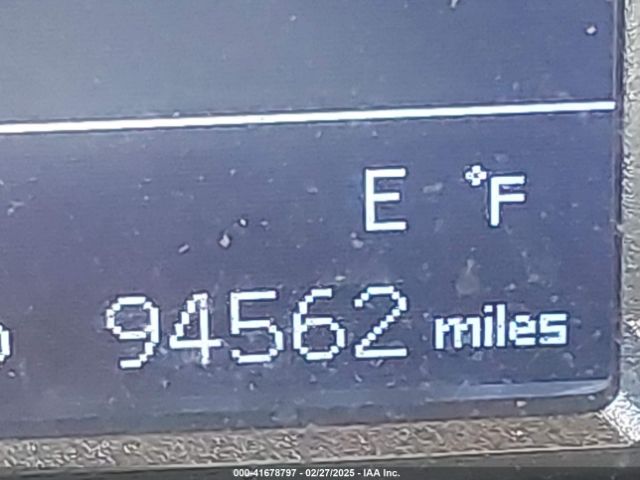 E °F
94562 miles
000-41678797 - 02/27/2025 - IAA Inc.